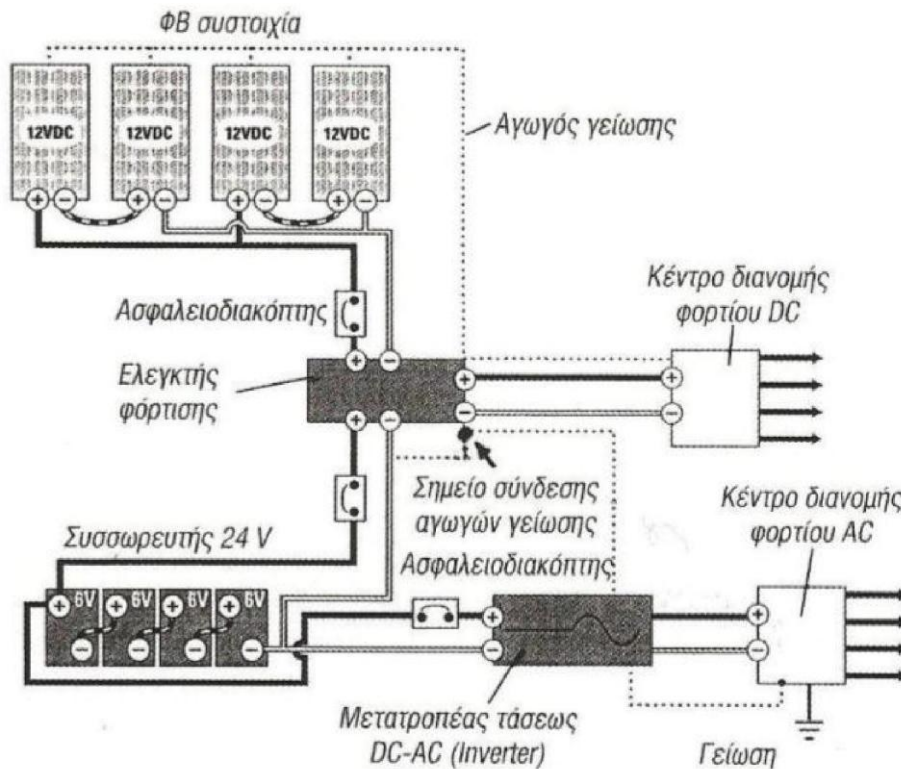 ΦΒ συστοιχία
12VDC
12VDC
12VDC
12VDC
+ − + − + − + −
Αγωγός γείωσης
Ασφαλειοδιακόπτης
Κέντρο διανομής
φορτίου DC
+ −
Ελεγκτής
φόρτισης
+
−
+
−
+ −
Σημείο σύνδεσης
αγωγών γείωσης
Κέντρο διανομής
φορτίου AC
Συσσωρευτής 24 V
Ασφαλειοδιακόπτης
+ 6V + 6V + 6V + 6V
− − − −
+
−
+
−
Μετατροπέας τάσεως
DC-AC (Inverter)
Γείωση